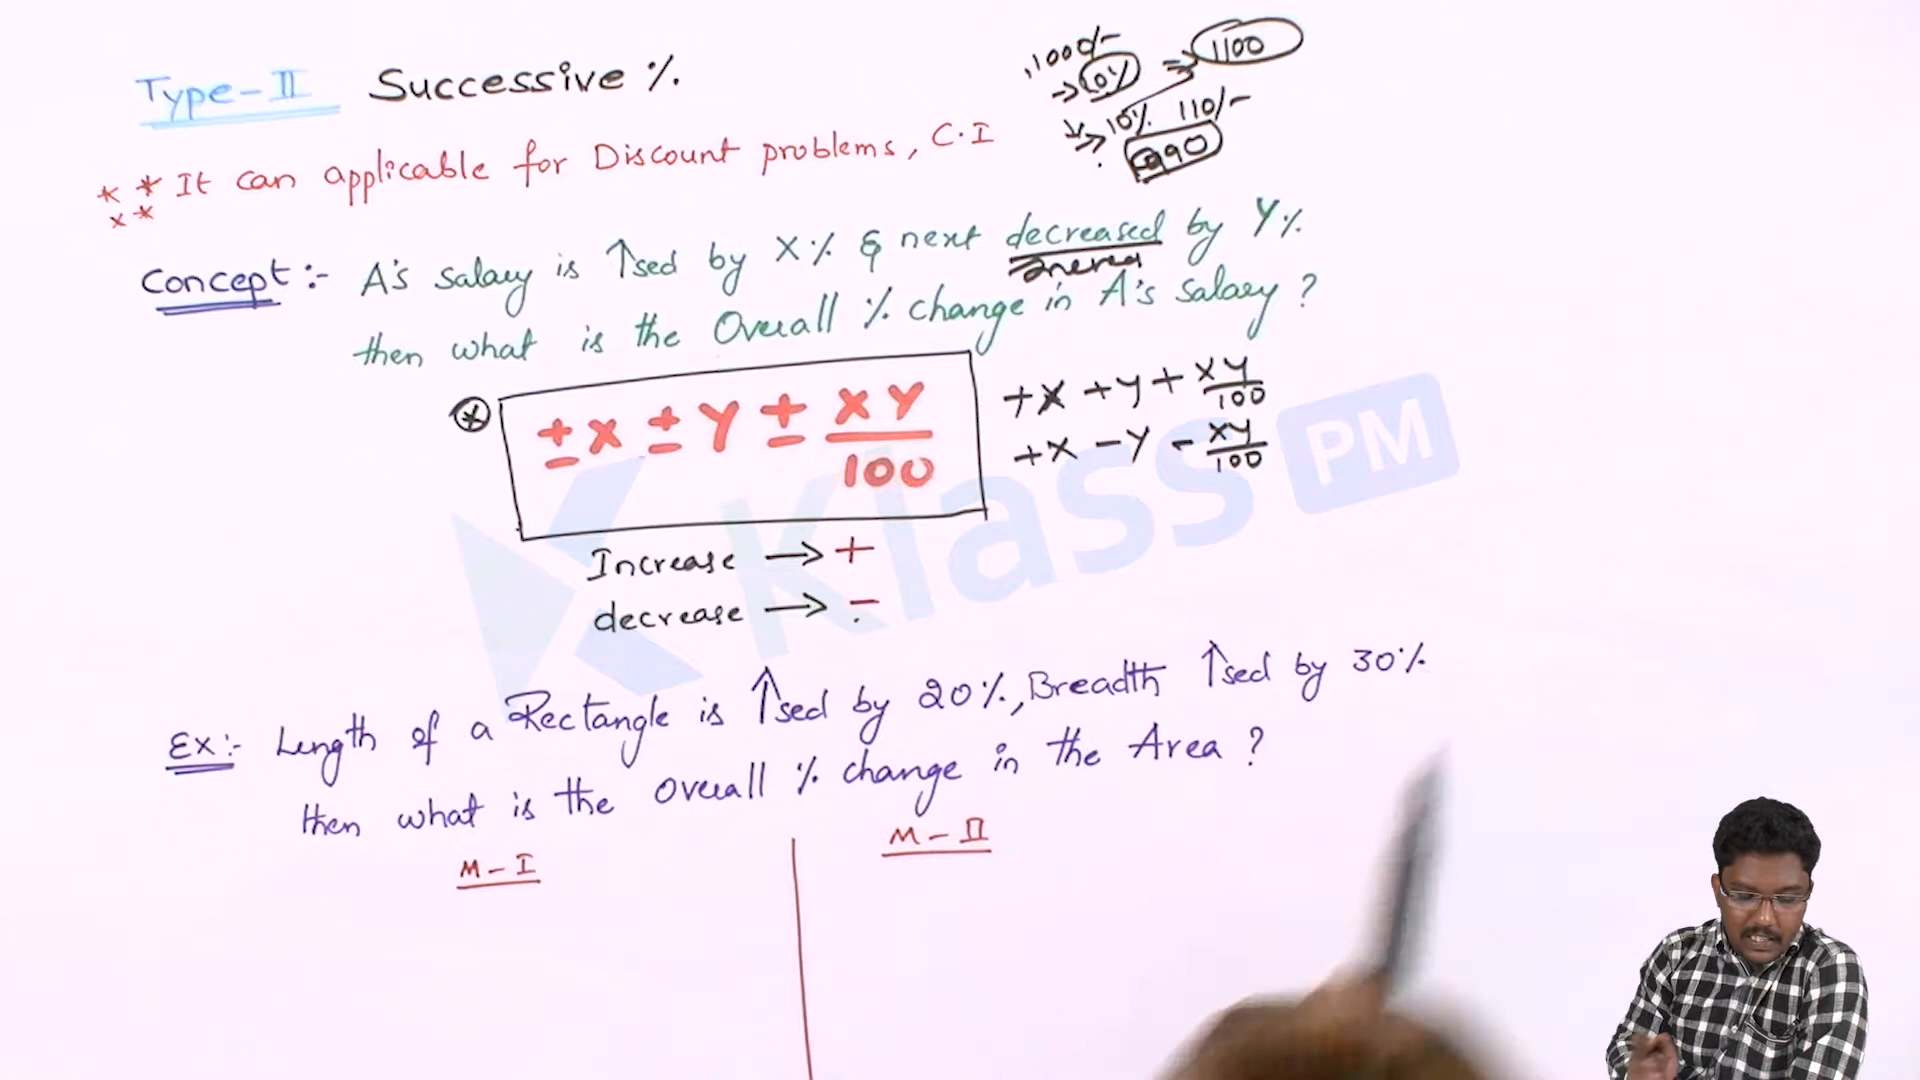 Type-II Successive %
1000/-
→ 10% ⇒ 1100
10% 110/-
990
** It can applicable for Discount problems, C.I
**
Concept:- A's salary is ↑sed by X% & next decreased by Y%
then what is the Overall % change in A's salary?
± X ± Y ± XY/100
+X +y + xy/100
+X -Y - xy/100
Increase → +
decrease → -
Ex:- Length of a Rectangle is ↑sed by 20%, Breadth ↑sed by 30%
then what is the Overall % change in the Area?
M-I
M-II
Klass PM